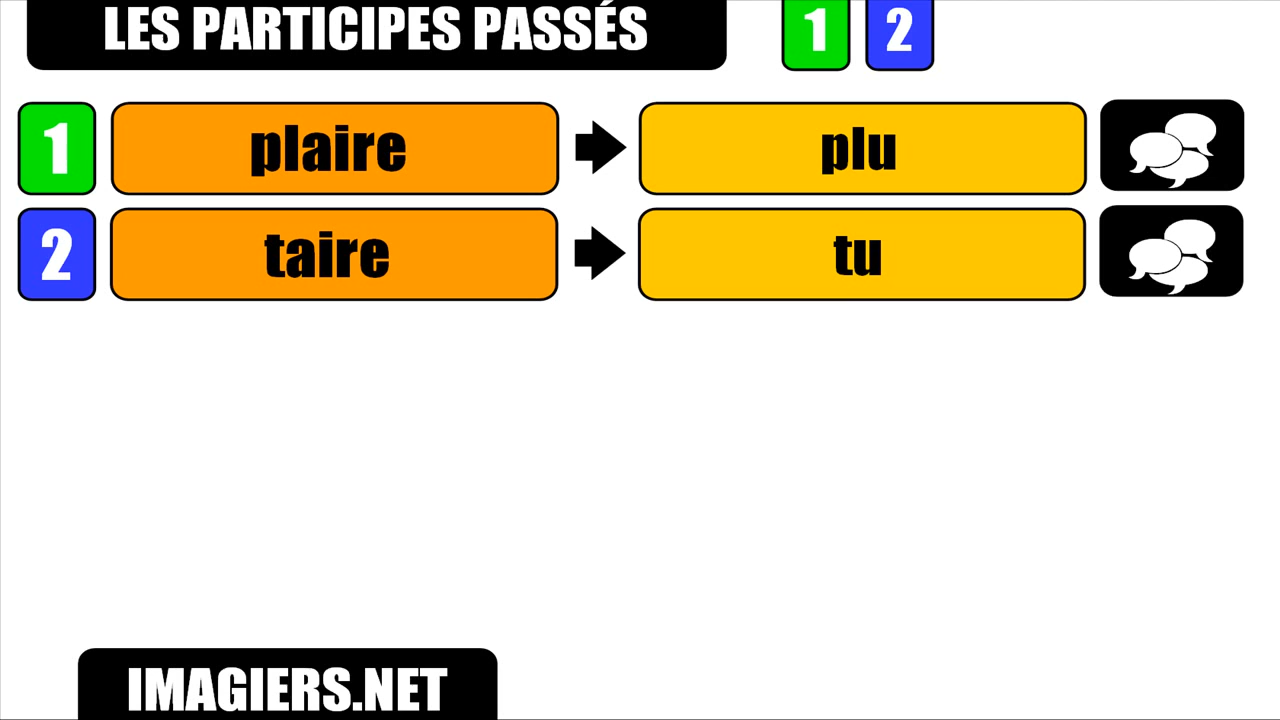 LES PARTICIPES PASSÉS 1 2
1 plaire plu
2 taire tu
IMAGIERS.NET